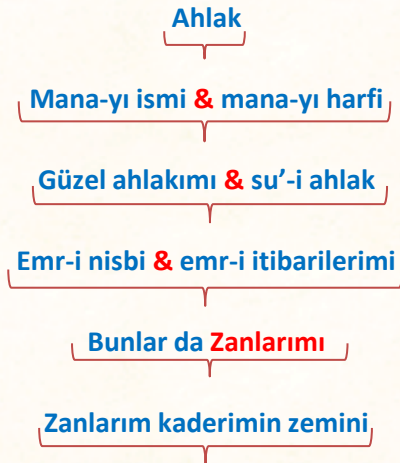 Ahlak
Mana-yı ismi & mana-yı harfi
Güzel ahlakımı & su’-i ahlak
Emr-i nisbi & emr-i itibarilerimi
Bunlar da Zanlarımı
Zanlarım kaderimin zemini